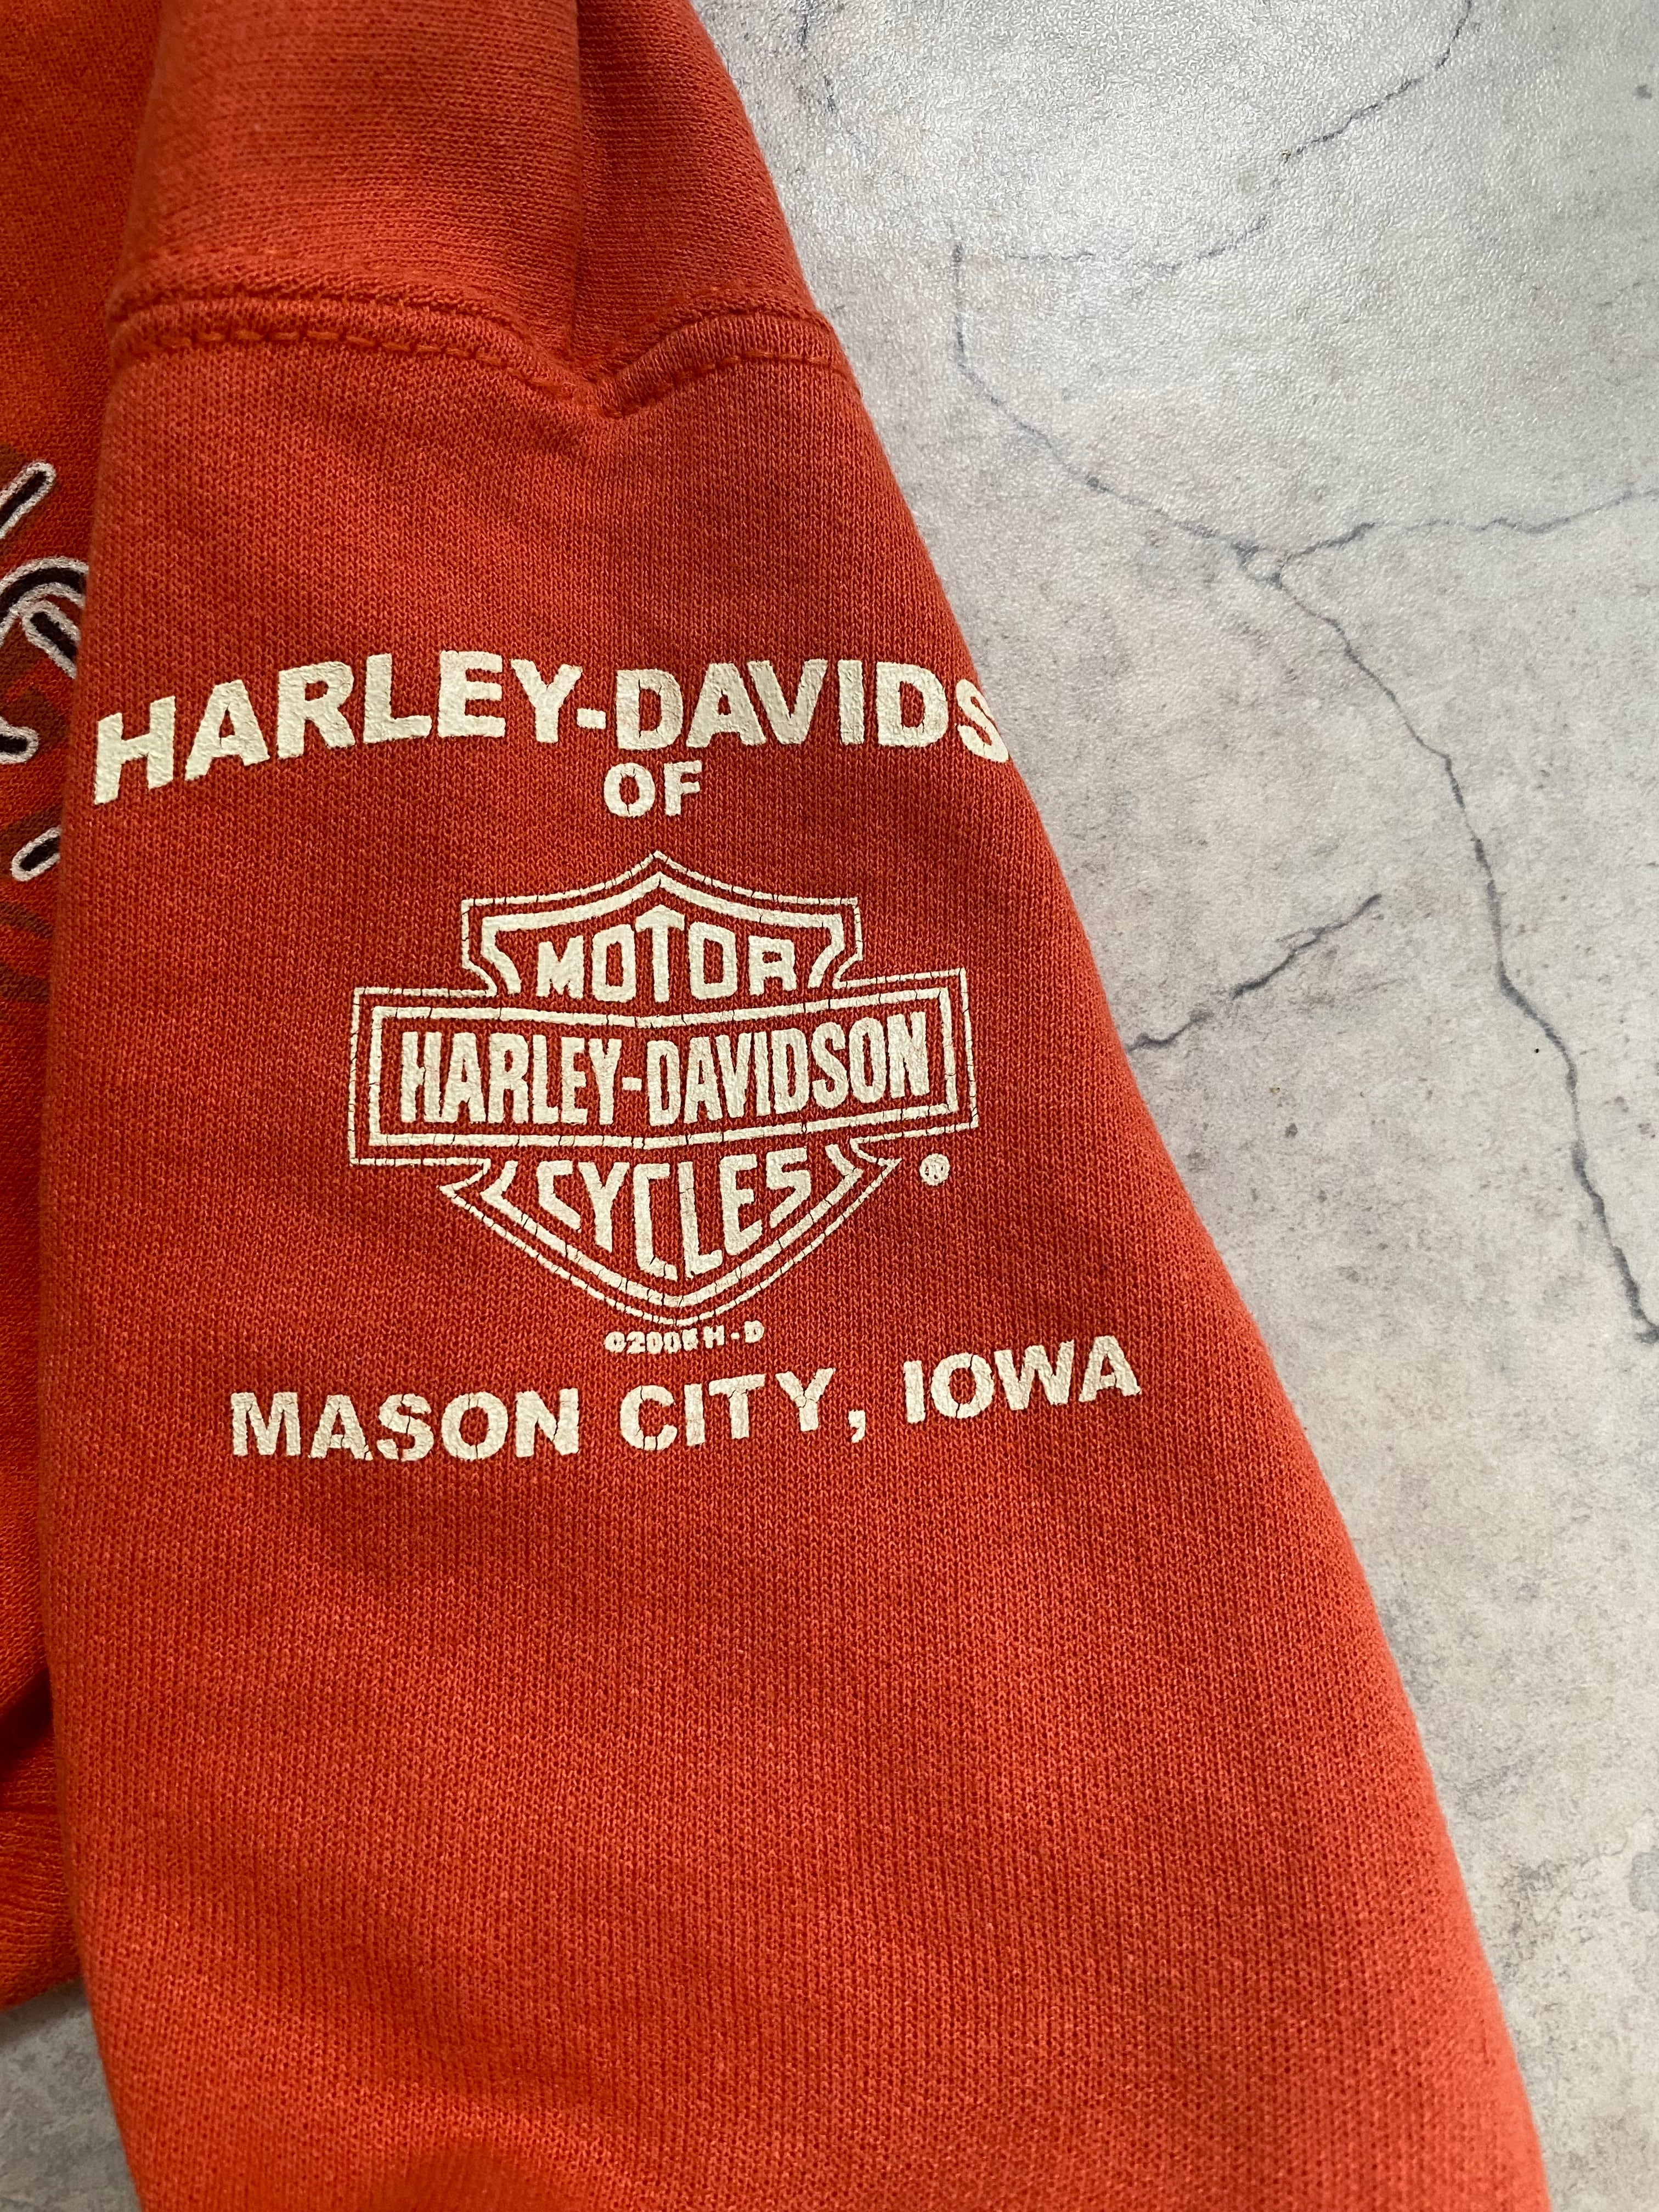 HARLEY-DAVIDS
OF
MOTOR
HARLEY-DAVIDSON
CYCLES
®
H-D
MASON CITY, IOWA